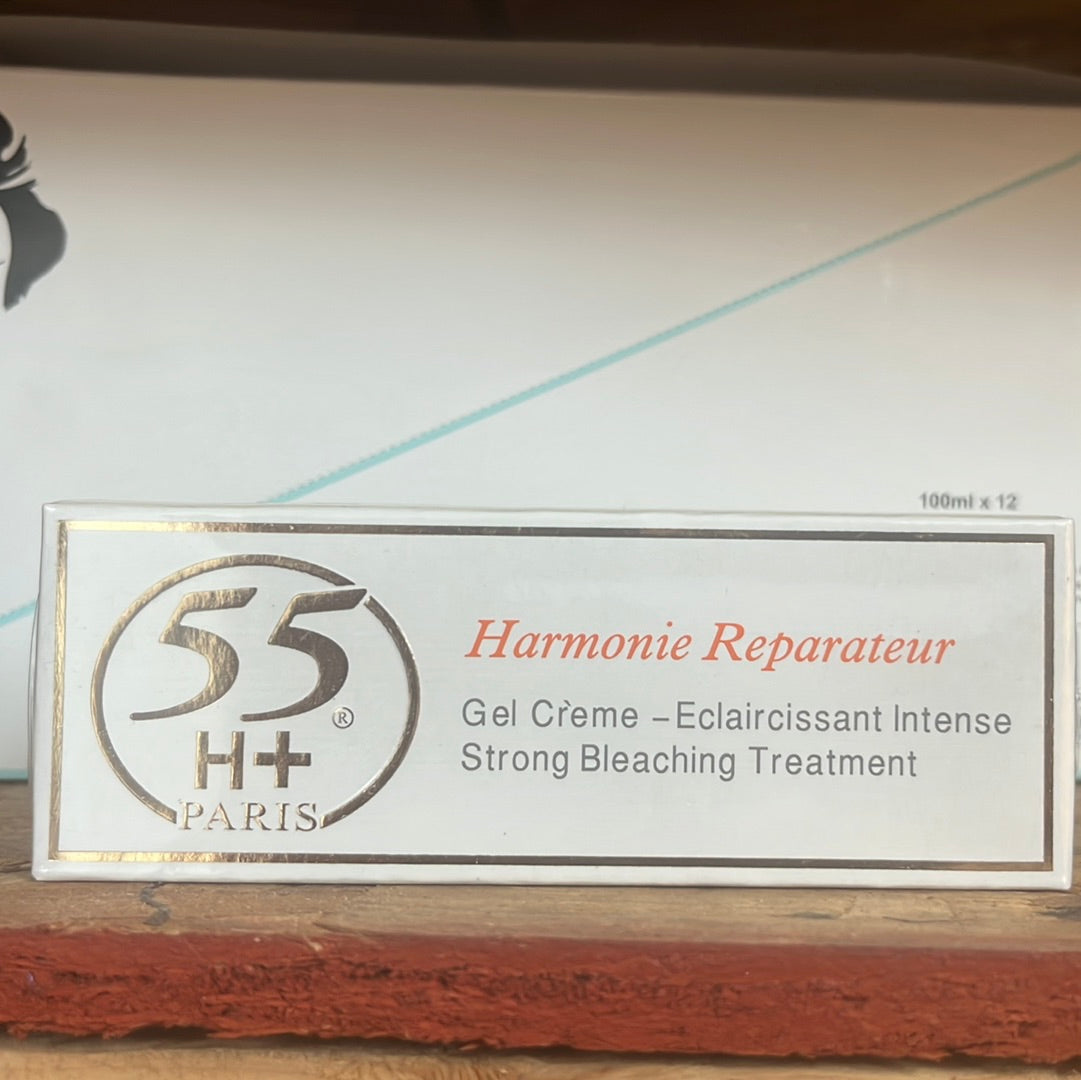 100ml x 12
55®
H+
PARIS
Harmonie Reparateur
Gel Crème – Eclaircissant Intense
Strong Bleaching Treatment